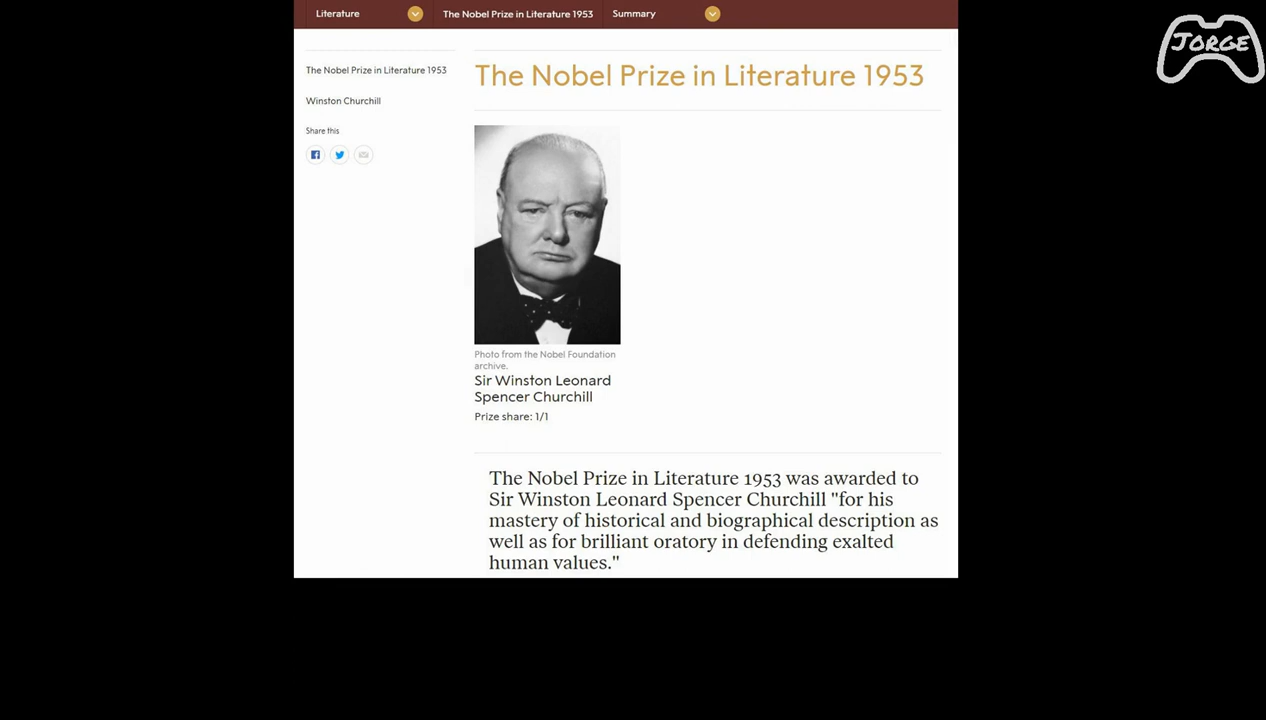 Literature
The Nobel Prize in Literature 1953
Summary
JORGE
The Nobel Prize in Literature 1953
Winston Churchill
Share this
The Nobel Prize in Literature 1953
Photo from the Nobel Foundation
archive.
Sir Winston Leonard
Spencer Churchill
Prize share: 1/1
The Nobel Prize in Literature 1953 was awarded to
Sir Winston Leonard Spencer Churchill "for his
mastery of historical and biographical description as
well as for brilliant oratory in defending exalted
human values."